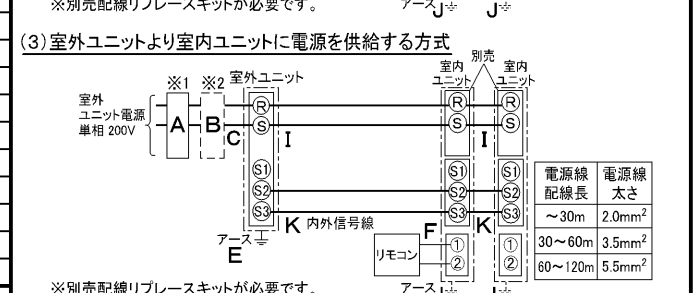 ※別売配線リプレースキットが必要です。
アース J J
(3)室外ユニットより室内ユニットに電源を供給する方式
別売
※1 ※2 室外ユニット 室内 ユニット 室内 ユニット
室外
ユニット電源
単相 200V
A B C
R R R
S I S I S
S1 S1 S1
S2 S2 S2
S3 K 内外信号線 S3 K S3
アース
E
F
リモコン
① ①
② ②
電源線 配線長 電源線 太さ
～30m 2.0mm²
30～60m 3.5mm²
60～120m 5.5mm²
※別売配線リプレースキットが必要です。
アース